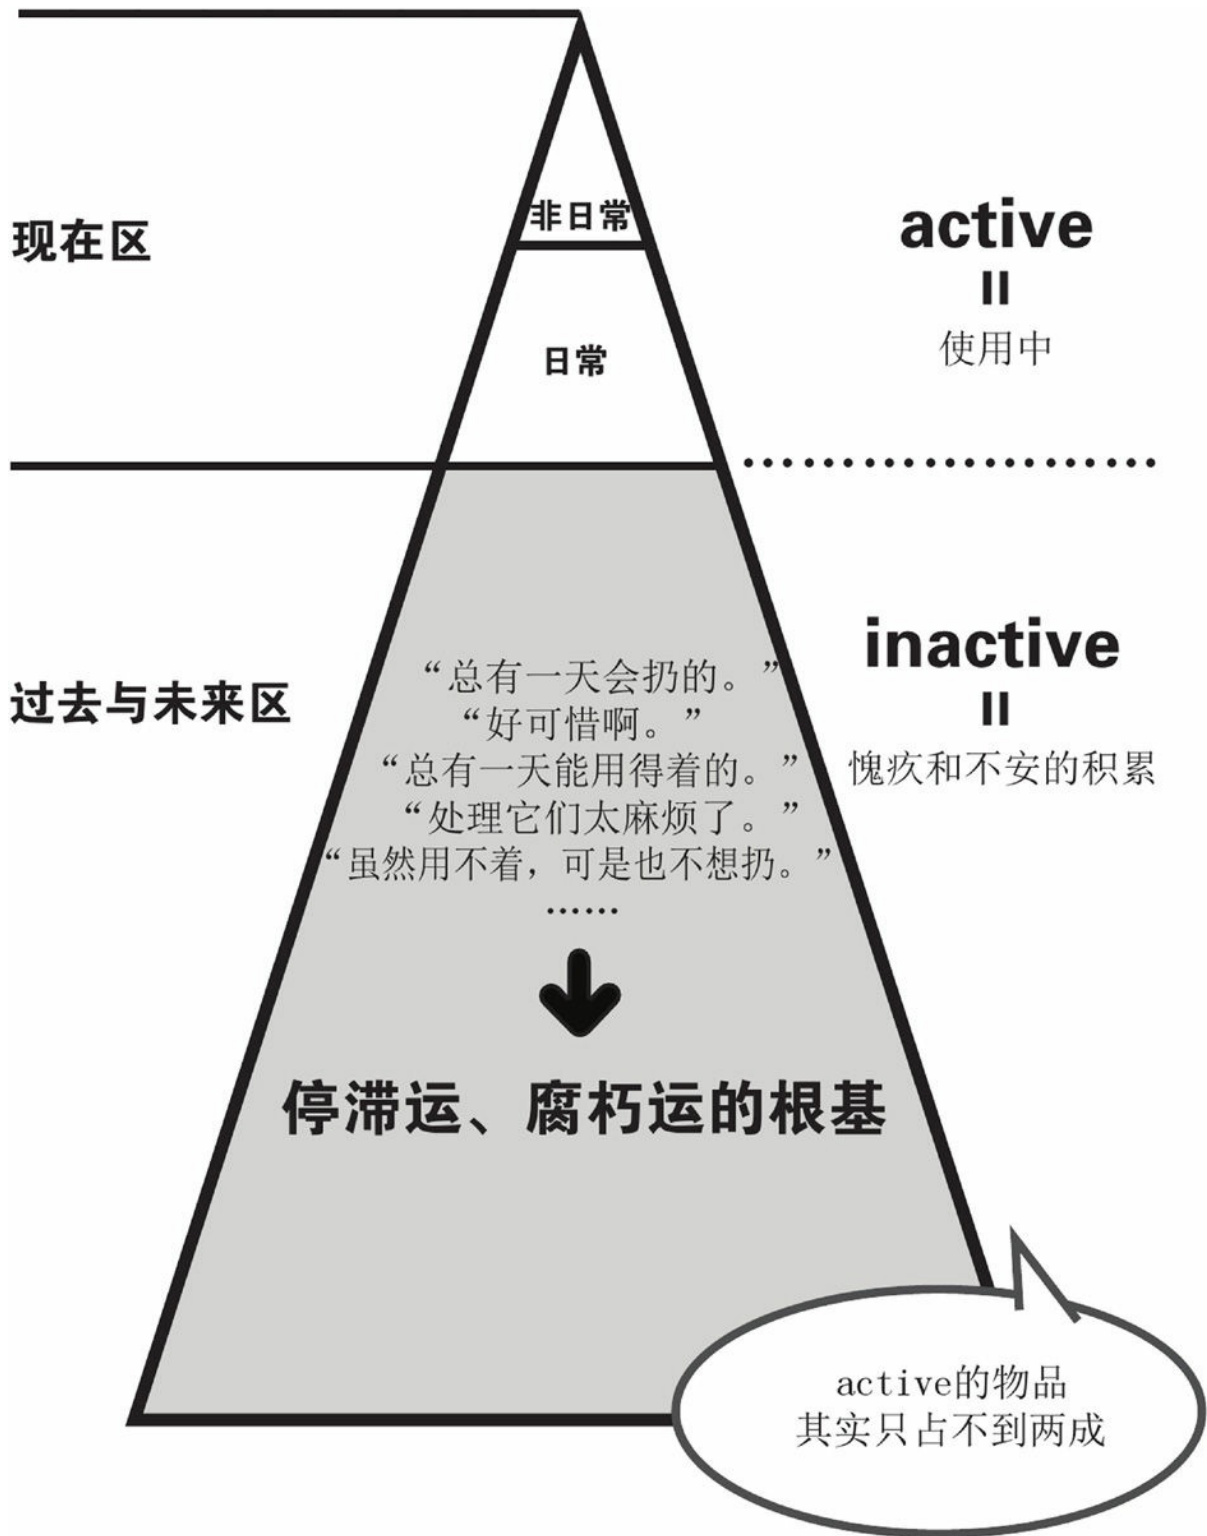 非日常
现在区
active
=
使用中
日常
“总有一天会扔的。”
“好可惜啊。”
“总有一天能用得着的。”
“处理它们太麻烦了。”
“虽然用不着，可是也不想扔。”
……
过去与未来区
inactive
=
愧疚和不安的积累
停滞运、腐朽运的根基
active的物品
其实只占不到两成